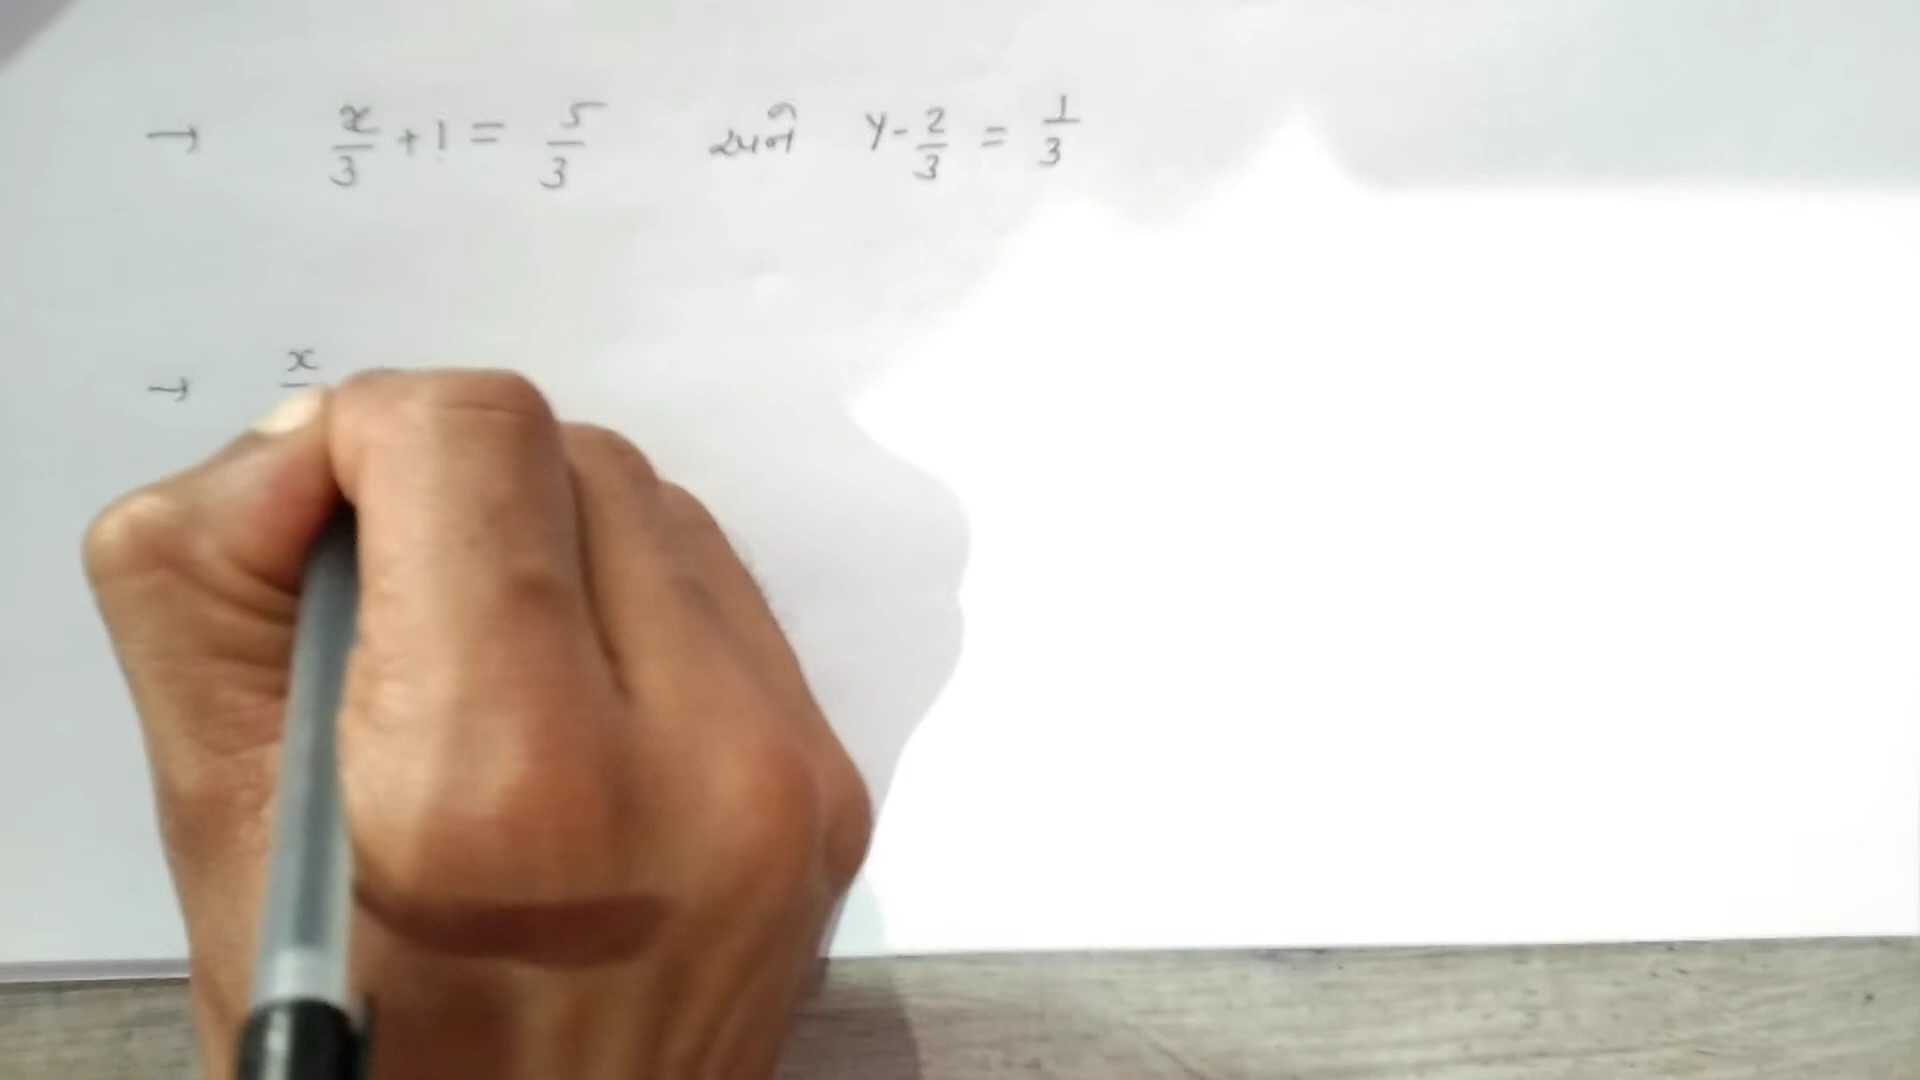 → x/3 + 1 = 5/3 અને y - 2/3 = 1/3
→ x